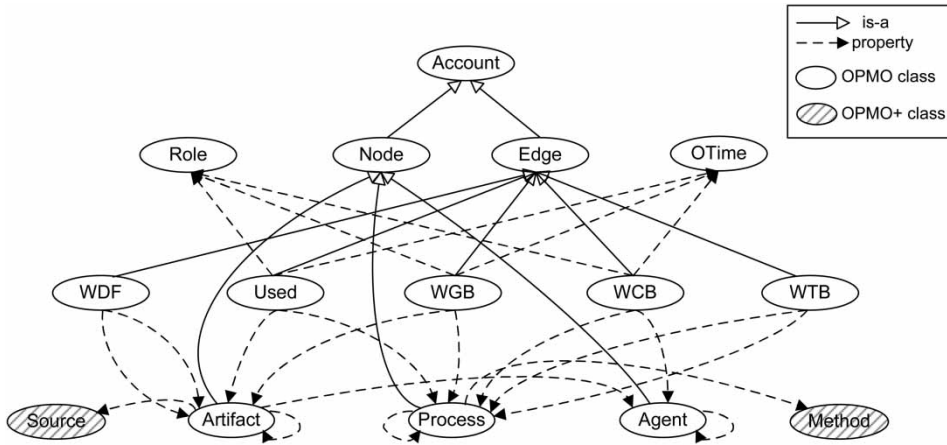 is-a
property
OPMO class
OPMO+ class
Account
Role Node Edge OTime
WDF Used WGB WCB WTB
Source Artifact Process Agent Method